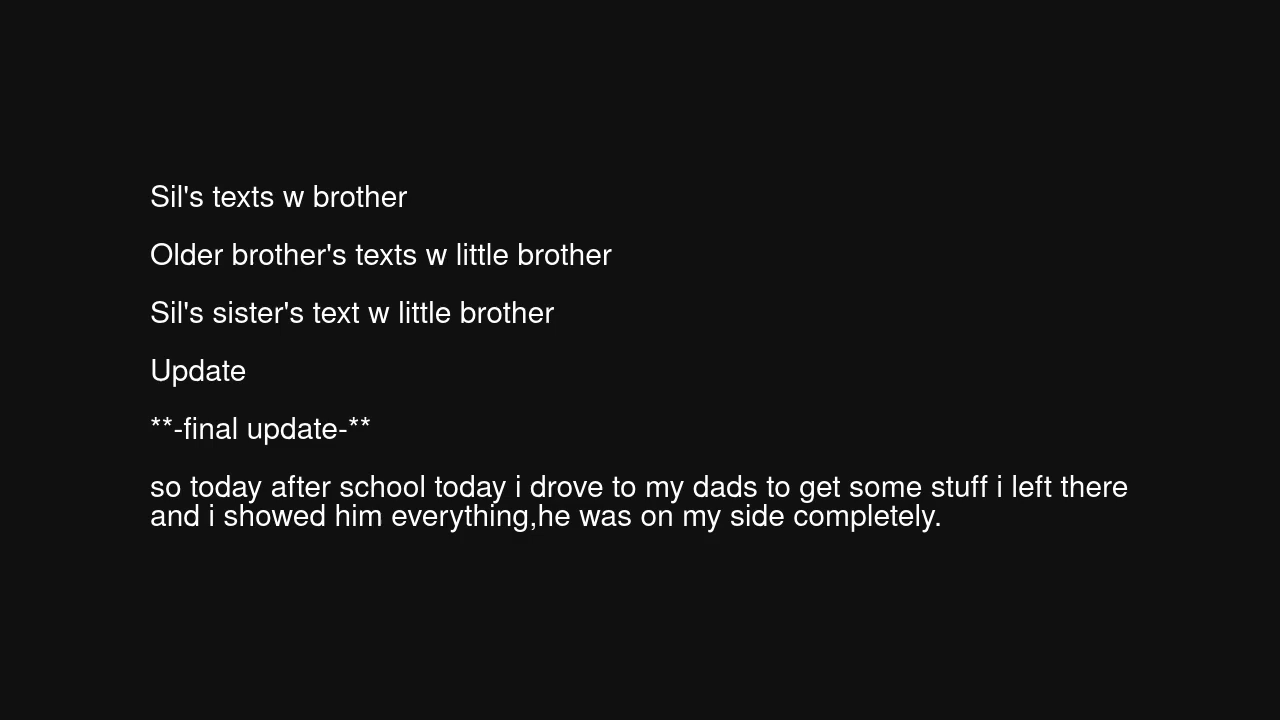 Sil's texts w brother
Older brother's texts w little brother
Sil's sister's text w little brother
Update
**-final update-**
so today after school today i drove to my dads to get some stuff i left there
and i showed him everything,he was on my side completely.